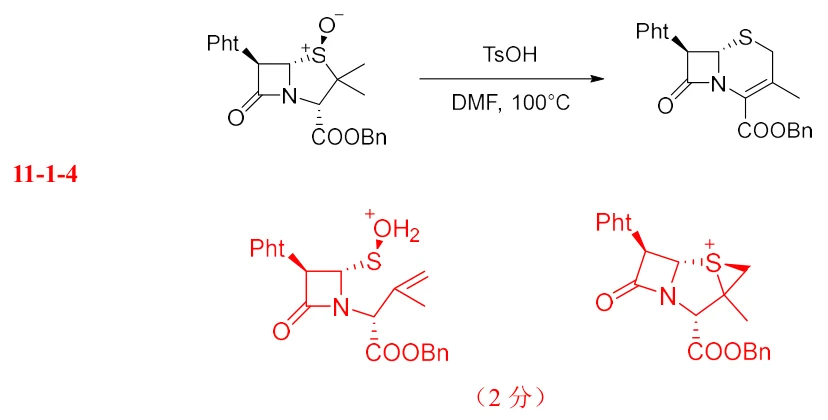 O⁻
Pht
S
+
TsOH
N
O
COOBn
DMF, 100°C
Pht
S
N
O
COOBn
11-1-4
+
OH₂
Pht
S
N
O
COOBn
Pht
+
S
N
O
COOBn
（2 分）